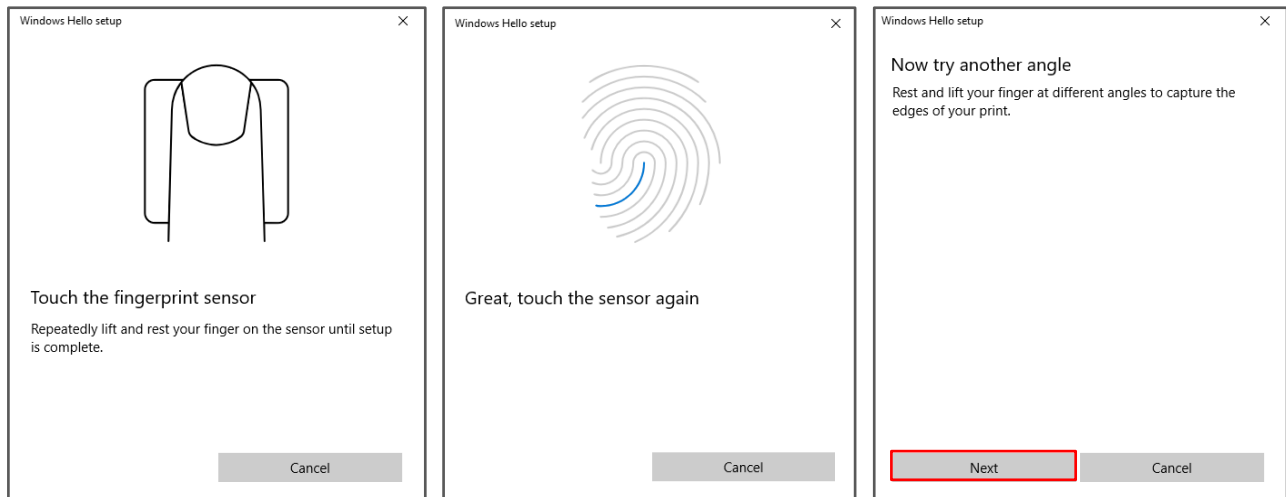 Windows Hello setup
Touch the fingerprint sensor
Repeatedly lift and rest your finger on the sensor until setup
is complete.
Cancel
Windows Hello setup
Great, touch the sensor again
Cancel
Windows Hello setup
Now try another angle
Rest and lift your finger at different angles to capture the
edges of your print.
Next
Cancel